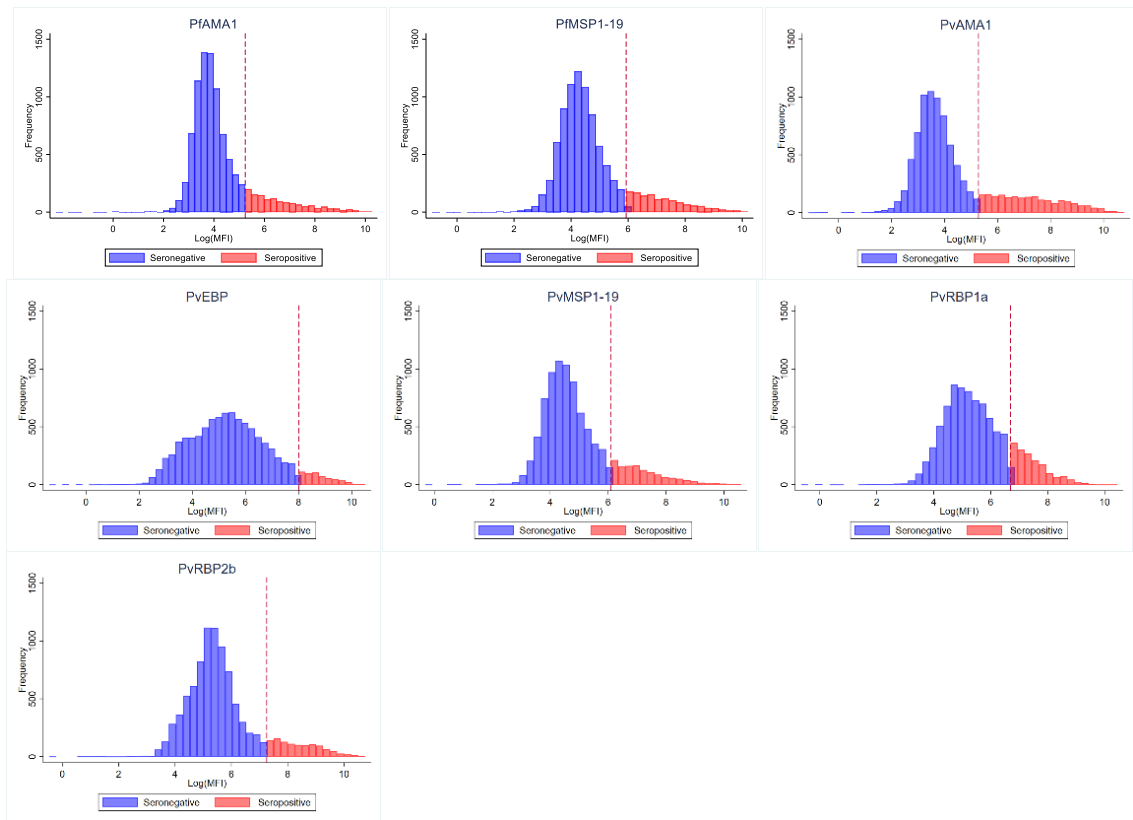 PfAMA1
1500
1000
500
0
Frequency
0 2 4 6 8 10
Log(MFI)
Seronegative Seropositive
PfMSP1-19
1500
1000
500
0
Frequency
0 2 4 6 8 10
Log(MFI)
Seronegative Seropositive
PvAMA1
1500
1000
500
0
Frequency
0 2 4 6 8 10
Log(MFI)
Seronegative Seropositive
PvEBP
1500
1000
500
0
Frequency
0 2 4 6 8 10
Log(MFI)
Seronegative Seropositive
PvMSP1-19
1500
1000
500
0
Frequency
0 2 4 6 8 10
Log(MFI)
Seronegative Seropositive
PvRBP1a
1500
1000
500
0
Frequency
0 2 4 6 8 10
Log(MFI)
Seronegative Seropositive
PvRBP2b
1500
1000
500
0
Frequency
0 2 4 6 8 10
Log(MFI)
Seronegative Seropositive